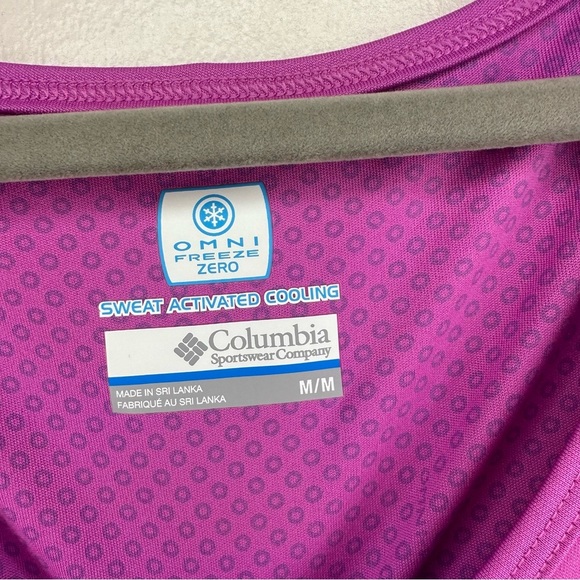 OMNI
FREEZE
ZERO
SWEAT ACTIVATED COOLING
Columbia
Sportswear Company
MADE IN SRI LANKA
FABRIQUÉ AU SRI LANKA
M/M